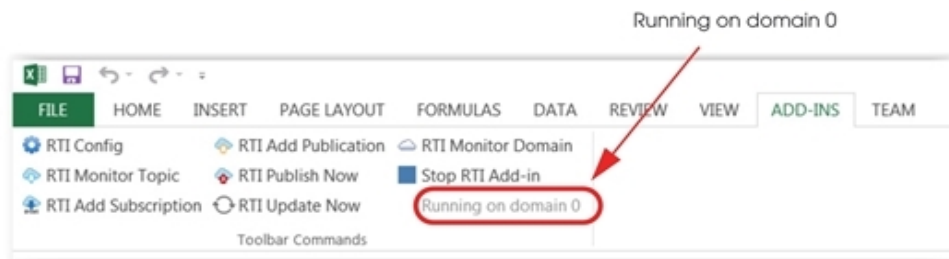 Running on domain 0
FILE HOME INSERT PAGE LAYOUT FORMULAS DATA REVIEW VIEW ADD-INS TEAM
RTI Config RTI Add Publication RTI Monitor Domain
RTI Monitor Topic RTI Publish Now Stop RTI Add-in
RTI Add Subscription RTI Update Now Running on domain 0
Toolbar Commands